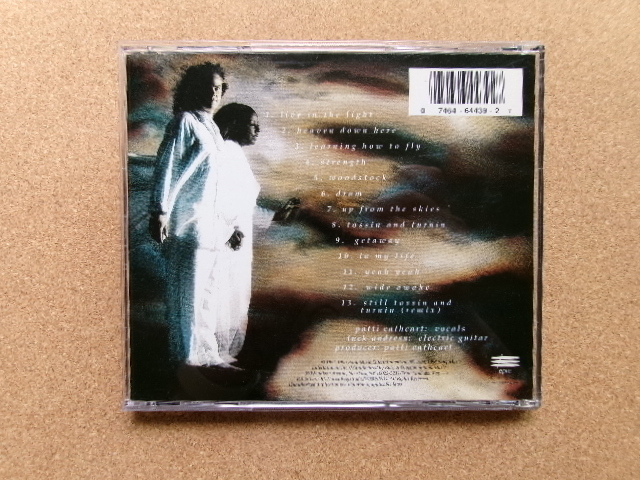 0 7464-64439-2 1
1. live in the light
2. heaven down here
3. learning how to fly
4. strength
5. woodstock
6. drum
7. up from the skies
8. tossin and turnin
9. getaway
10. in my life
11. yeah yeah
12. wide awake
13. still tossin and
turnin (remix)
patti cathcart: vocals
tuck andress: electric guitar
producer: patti cathcart
epic